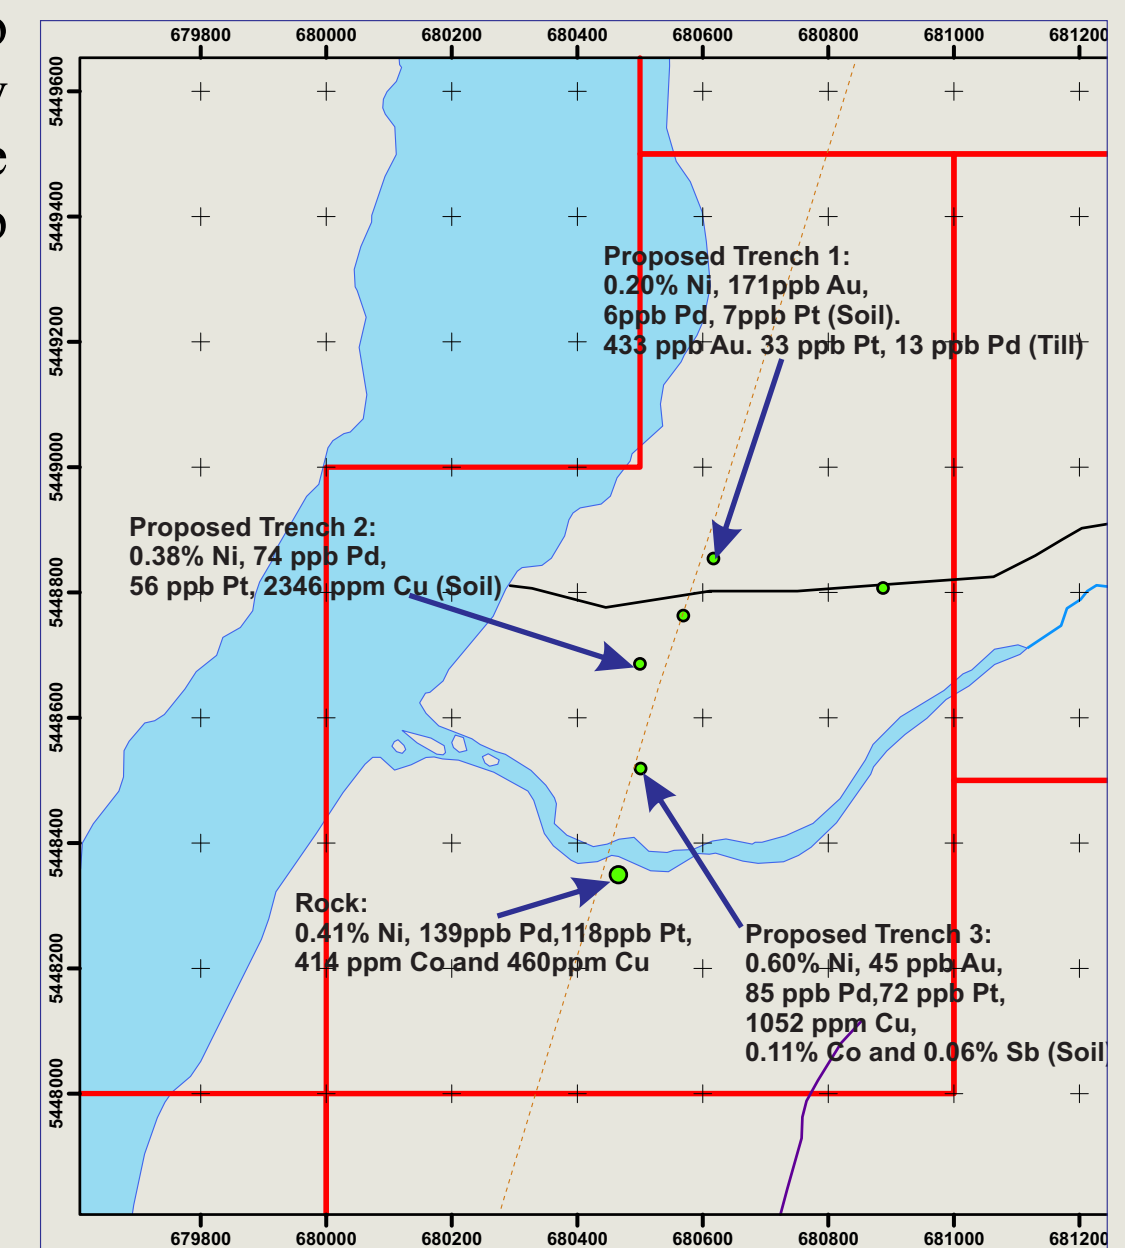 679800 680000 680200 680400 680600 680800 681000 681200
5449600
5449400
5449200
5449000
5448800
5448600
5448400
5448200
5448000
Proposed Trench 1:
0.20% Ni, 171ppb Au,
6ppb Pd, 7ppb Pt (Soil).
433 ppb Au. 33 ppb Pt, 13 ppb Pd (Till)
Proposed Trench 2:
0.38% Ni, 74 ppb Pd,
56 ppb Pt, 2346 ppm Cu (Soil)
Rock:
0.41% Ni, 139ppb Pd,118ppb Pt,
414 ppm Co and 460ppm Cu
Proposed Trench 3:
0.60% Ni, 45 ppb Au,
85 ppb Pd,72 ppb Pt,
1052 ppm Cu,
0.11% Co and 0.06% Sb (Soil)
679800 680000 680200 680400 680600 680800 681000 681200